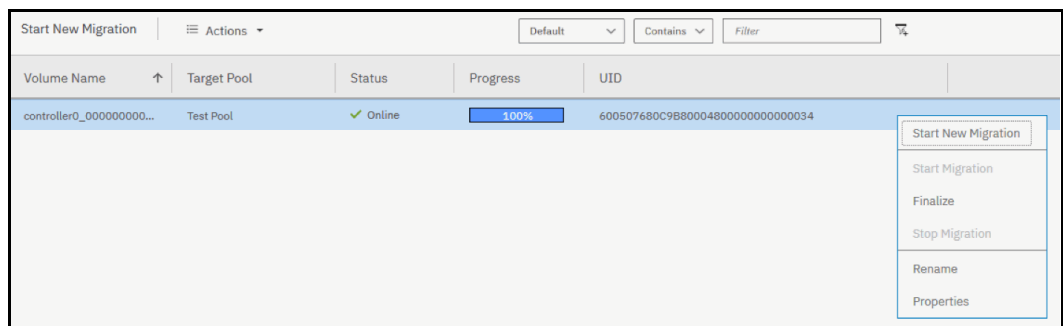 Start New Migration Actions Default Contains Filter
Volume Name Target Pool Status Progress UID
controller0_000000000... Test Pool Online 100% 600507680C9B80004800000000000034
Start New Migration
Start Migration
Finalize
Stop Migration
Rename
Properties